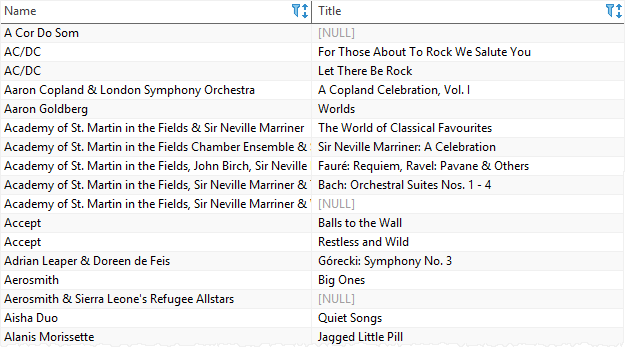 Name Title
A Cor Do Som [NULL]
AC/DC For Those About To Rock We Salute You
AC/DC Let There Be Rock
Aaron Copland & London Symphony Orchestra A Copland Celebration, Vol. I
Aaron Goldberg Worlds
Academy of St. Martin in the Fields & Sir Neville Marriner The World of Classical Favourites
Academy of St. Martin in the Fields Chamber Ensemble & Sir Neville Marriner: A Celebration
Academy of St. Martin in the Fields, John Birch, Sir Neville Fauré: Requiem, Ravel: Pavane & Others
Academy of St. Martin in the Fields, Sir Neville Marriner & Bach: Orchestral Suites Nos. 1 - 4
Academy of St. Martin in the Fields, Sir Neville Marriner & [NULL]
Accept Balls to the Wall
Accept Restless and Wild
Adrian Leaper & Doreen de Feis Górecki: Symphony No. 3
Aerosmith Big Ones
Aerosmith & Sierra Leone's Refugee Allstars [NULL]
Aisha Duo Quiet Songs
Alanis Morissette Jagged Little Pill